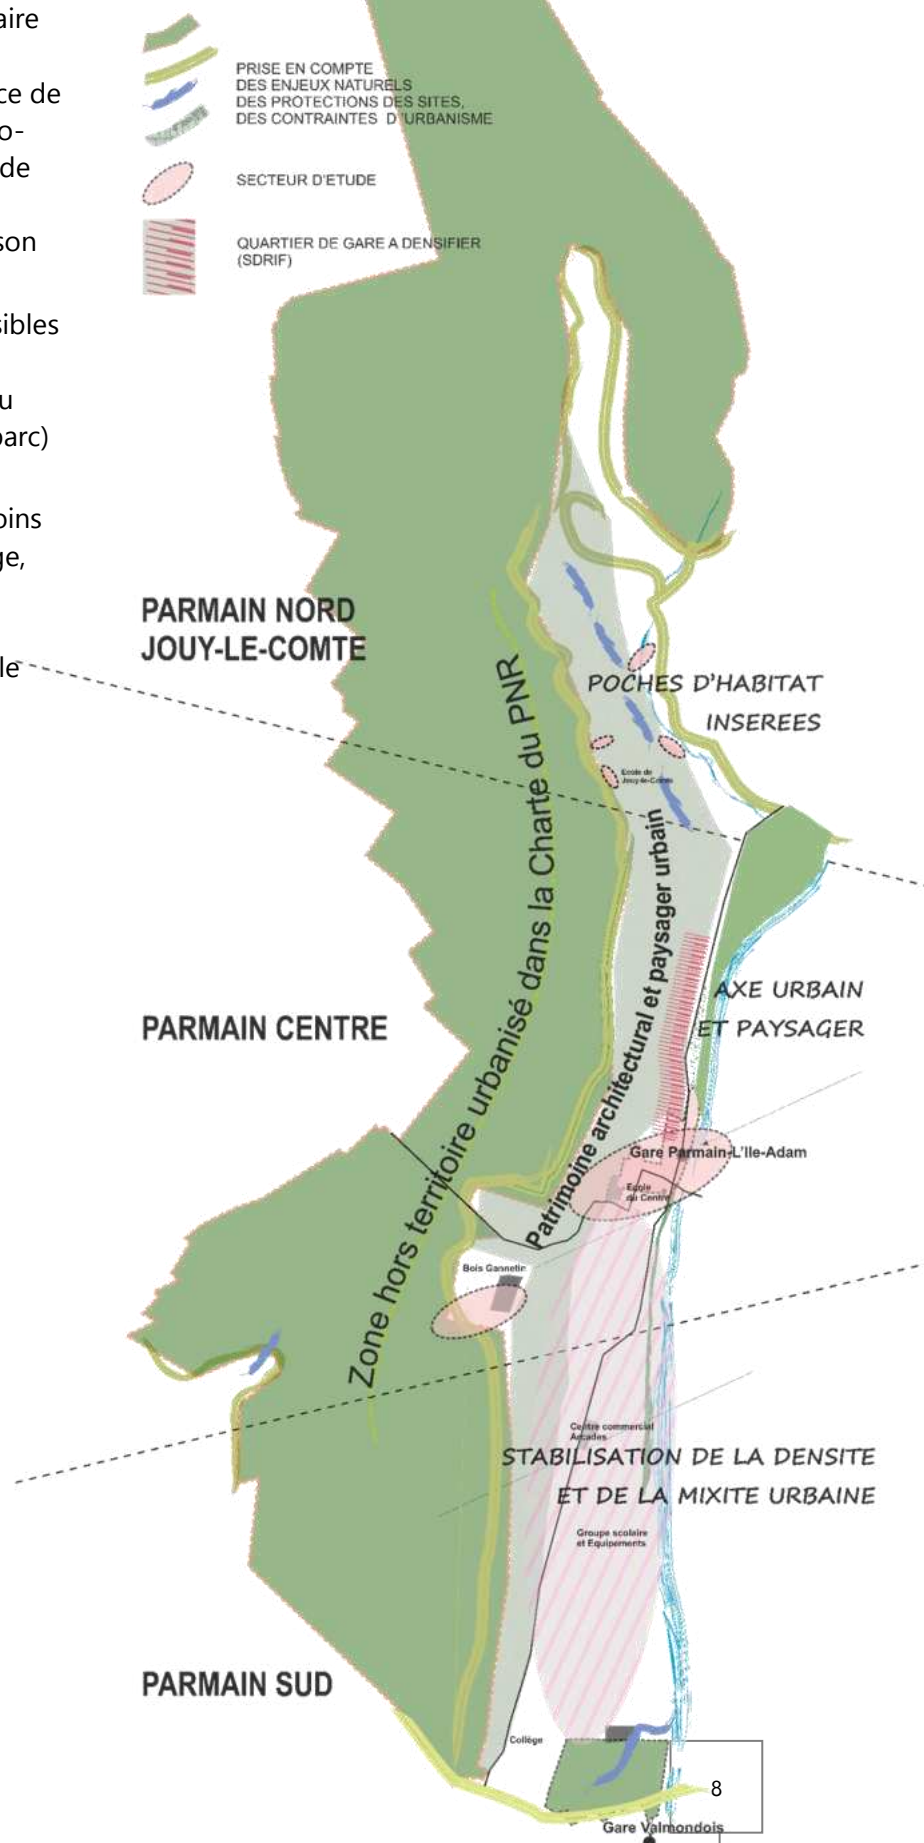 aire
ce de
o-
de
son
sibles
u
parc)
oins
ge,
le
PRISE EN COMPTE
DES ENJEUX NATURELS
DES PROTECTIONS DES SITES,
DES CONTRAINTES D'URBANISME
SECTEUR D'ETUDE
QUARTIER DE GARE A DENSIFIER
(SDRIF)
PARMAIN NORD
JOUY-LE-COMTE
POCHES D'HABITAT
INSEREES
Ecole de
Jouy-le-Comte
Zone hors territoire urbanisé dans la Charte du PNR
Patrimoine architectural et paysager urbain
AXE URBAIN
ET PAYSAGER
PARMAIN CENTRE
Gare Parmain-L'Ile-Adam
Ecole
du Centre
Bois Gannetin
Centre commercial
Arcades
STABILISATION DE LA DENSITE
ET DE LA MIXITE URBAINE
Groupe scolaire
et Equipements
PARMAIN SUD
Collège
8
Gare Valmondois